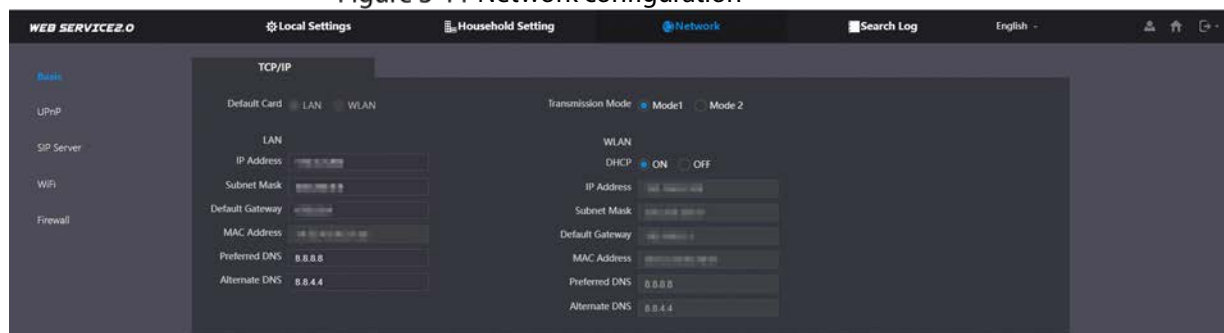 Figure 3-11 Network configuration
WEB SERVICE2.0
Local Settings
Household Setting
Network
Search Log
English
Basic
UPnP
SIP Server
WiFi
Firewall
TCP/IP
Default Card LAN WLAN
LAN
IP Address
Subnet Mask
Default Gateway
MAC Address
Preferred DNS 8.8.8.8
Alternate DNS 8.8.4.4
Transmission Mode Mode1 Mode 2
WLAN
DHCP ON OFF
IP Address
Subnet Mask
Default Gateway
MAC Address
Preferred DNS 8.8.8.8
Alternate DNS 8.8.4.4